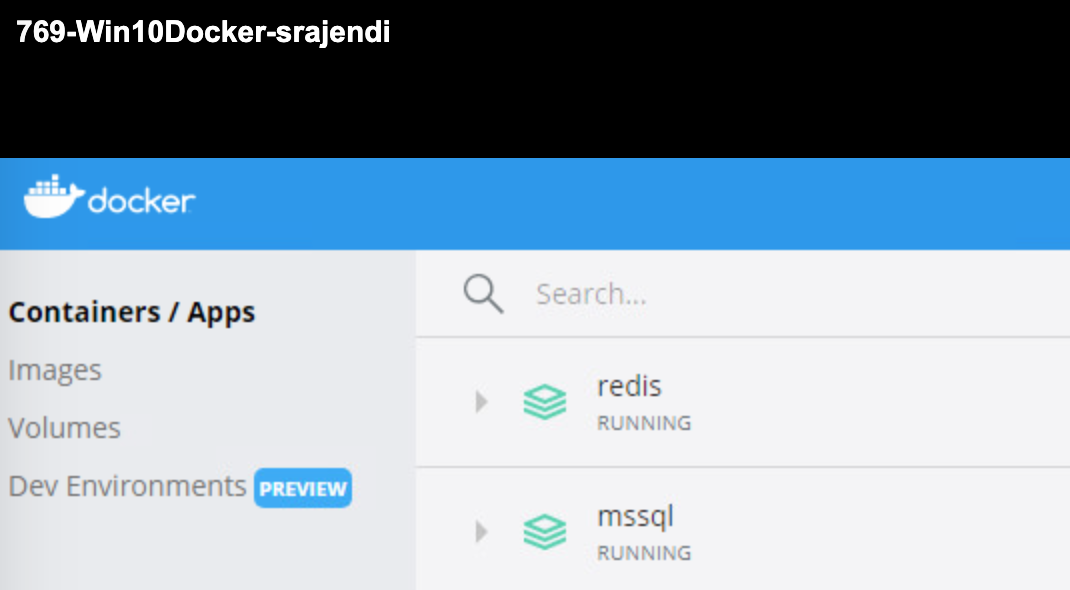 769-Win10Docker-srajendi
docker
Containers / Apps
Images
Volumes
Dev Environments PREVIEW
Search...
redis
RUNNING
mssql
RUNNING